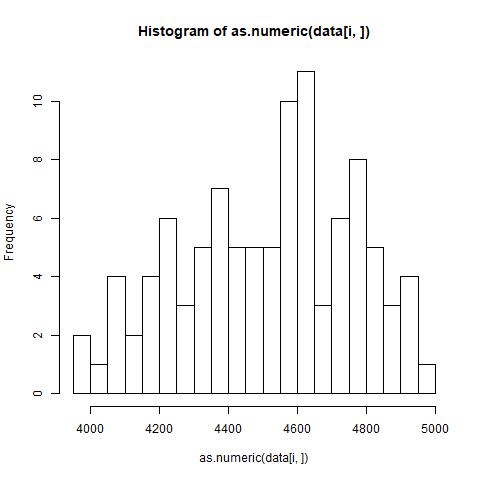 Histogram of as.numeric(data[i, ])
Frequency
10
8
6
4
2
0
4000 4200 4400 4600 4800 5000
as.numeric(data[i, ])